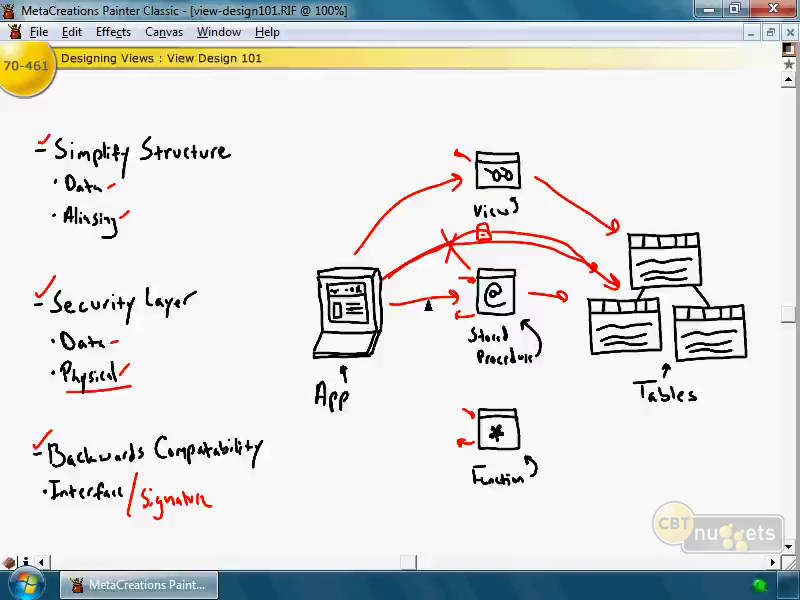 MetaCreations Painter Classic - [view-design101.RIF @ 100%]
File Edit Effects Canvas Window Help
70-461
Designing Views : View Design 101
- Simplify Structure
· Data
· Aliasing
- Security Layer
· Data
· Physical
- Backwards Compatability
· Interface / Signature
App
Views
@
Stored
Procedure
*
Function
Tables
CBT nuggets
MetaCreations Paint...